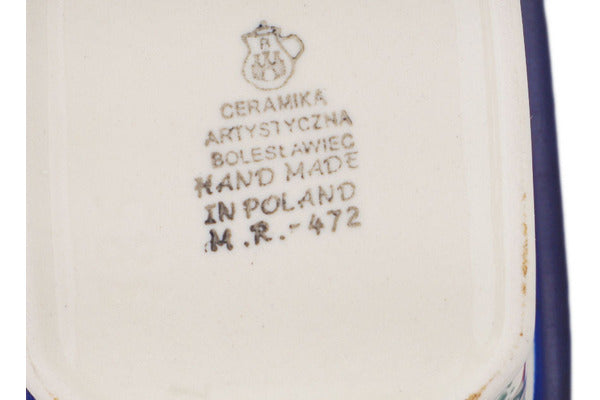 B
CERAMIKA
ARTYSTYCZNA
BOLESŁAWIEC
HAND MADE
IN POLAND
M.R.-472